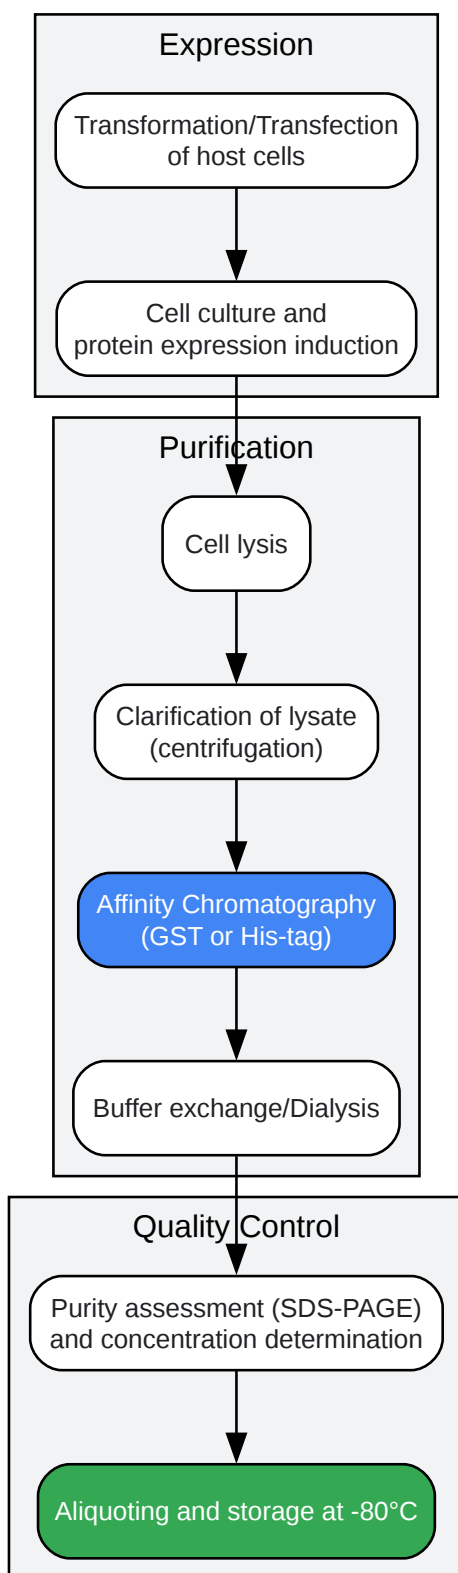 Expression
Transformation/Transfection
of host cells
Cell culture and
protein expression induction
Purification
Cell lysis
Clarification of lysate
(centrifugation)
Affinity Chromatography
(GST or His-tag)
Buffer exchange/Dialysis
Quality Control
Purity assessment (SDS-PAGE)
and concentration determination
Aliquoting and storage at -80°C